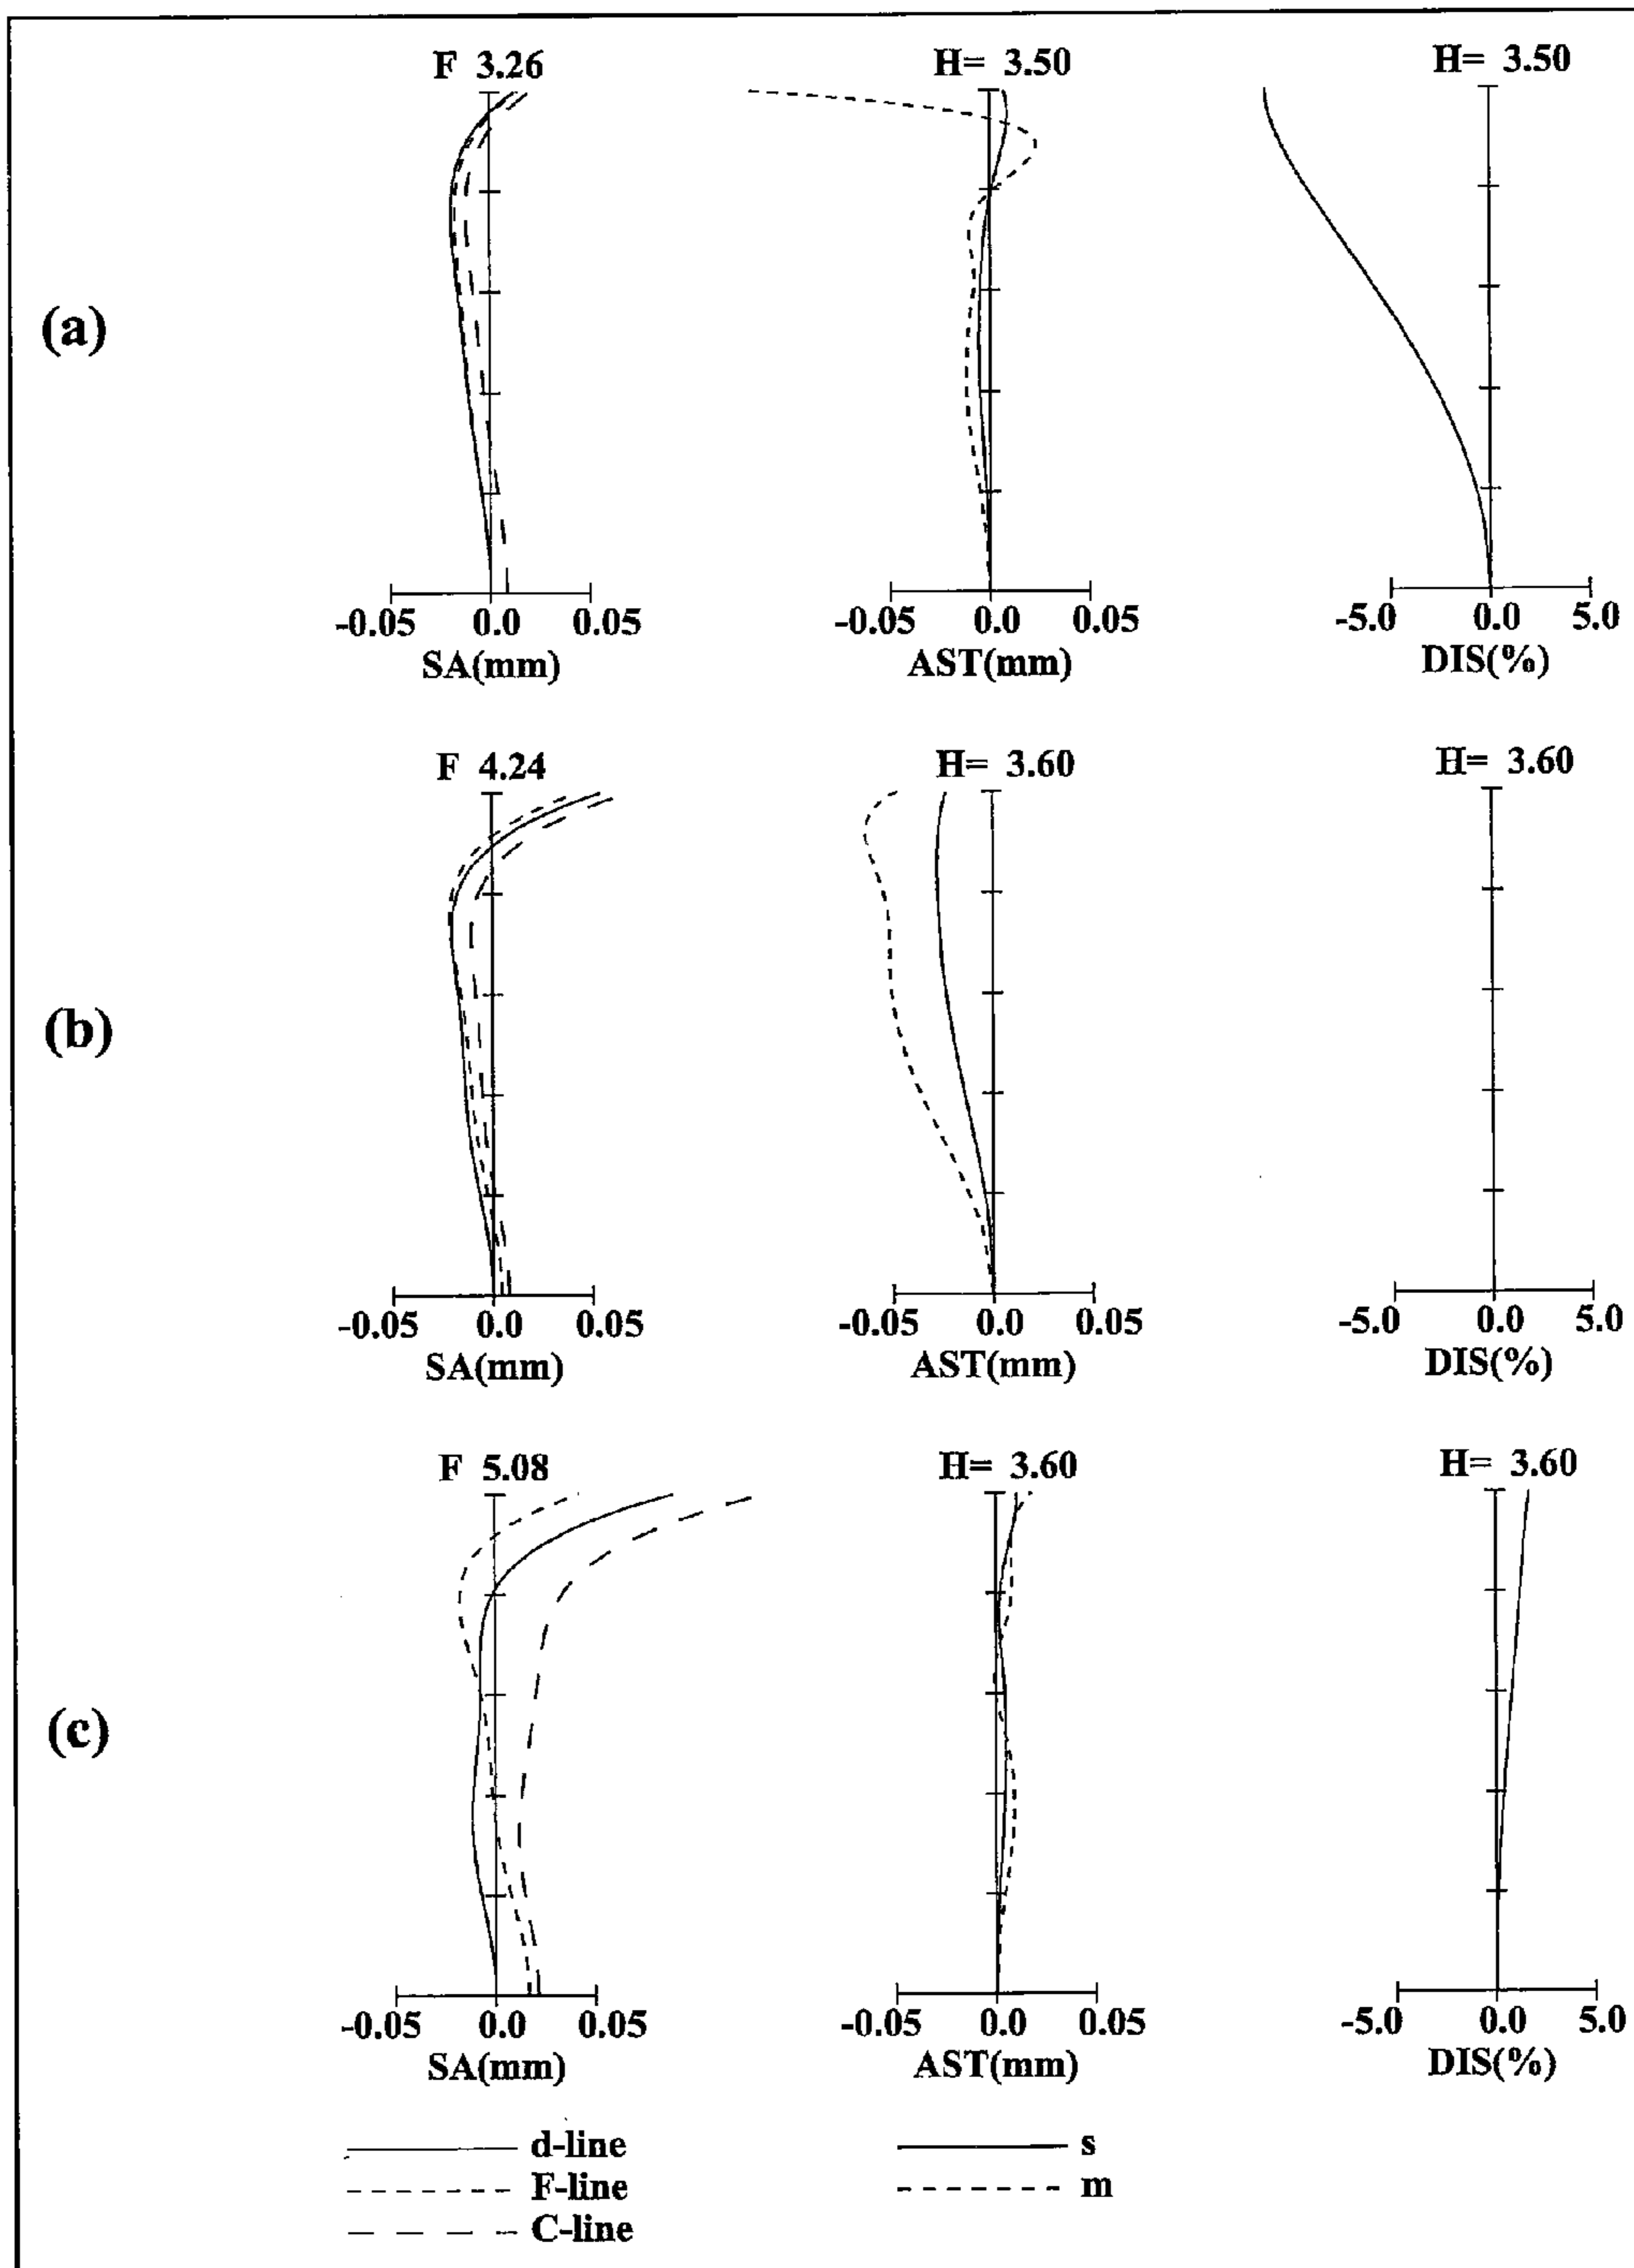 F 3.26
H= 3.50
H= 3.50
(a)
-0.05 0.0 0.05
SA(mm)
-0.05 0.0 0.05
AST(mm)
-5.0 0.0 5.0
DIS(%)
F 4.24
H= 3.60
H= 3.60
(b)
-0.05 0.0 0.05
SA(mm)
-0.05 0.0 0.05
AST(mm)
-5.0 0.0 5.0
DIS(%)
F 5.08
H= 3.60
H= 3.60
(c)
-0.05 0.0 0.05
SA(mm)
-0.05 0.0 0.05
AST(mm)
-5.0 0.0 5.0
DIS(%)
d-line
F-line
C-line
s
m